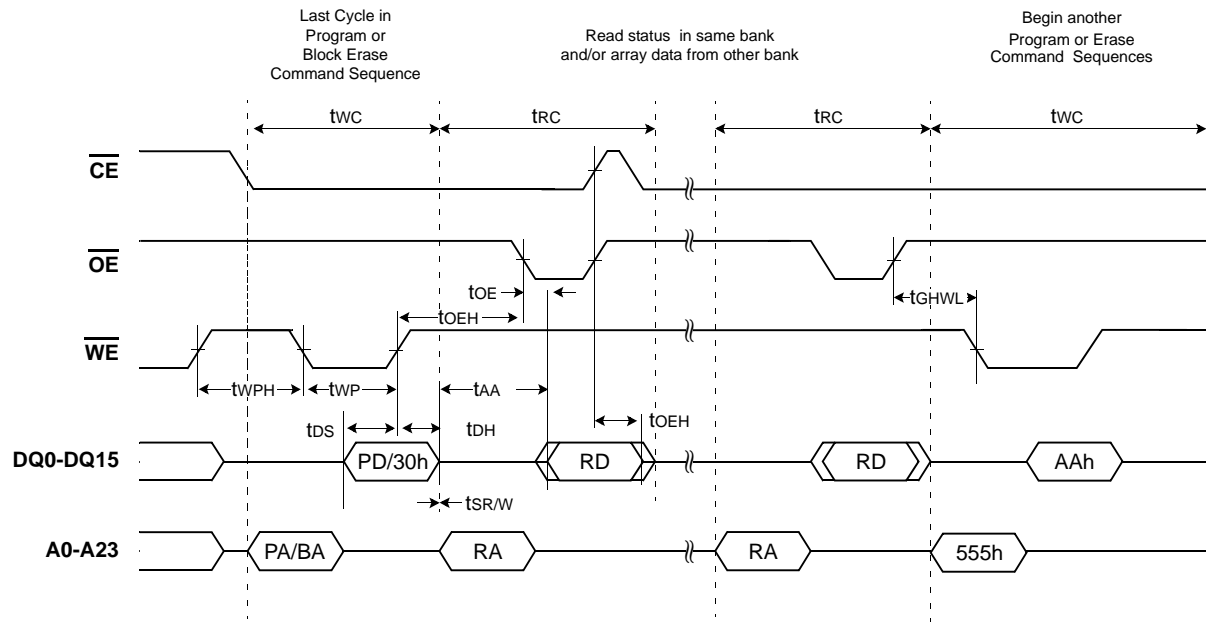 Last Cycle in
Program or
Block Erase
Command Sequence
Read status in same bank
and/or array data from other bank
Begin another
Program or Erase
Command Sequences
tWC
tRC
tRC
tWC
CE
OE
tOE
tOEH
tGHWL
WE
tWPH
tWP
tAA
tDS
tDH
tOEH
DQ0-DQ15
PD/30h
RD
RD
AAh
tSR/W
A0-A23
PA/BA
RA
RA
555h